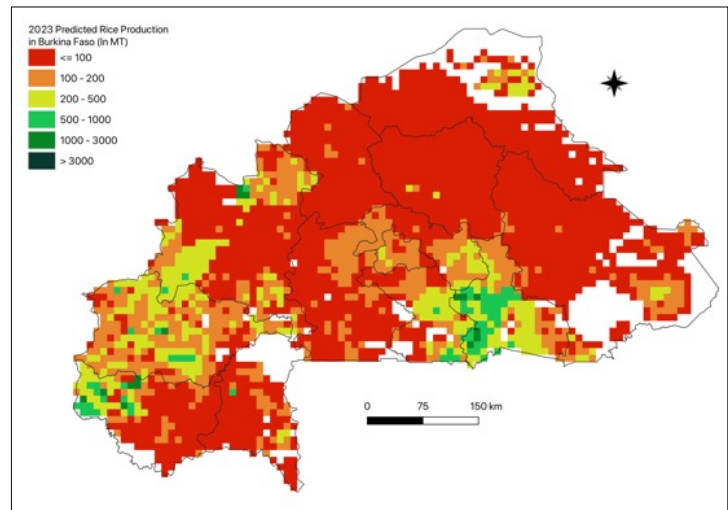 2023 Predicted Rice Production
in Burkina Faso (In MT)
<= 100
100 - 200
200 - 500
500 - 1000
1000 - 3000
> 3000
0 75 150 km